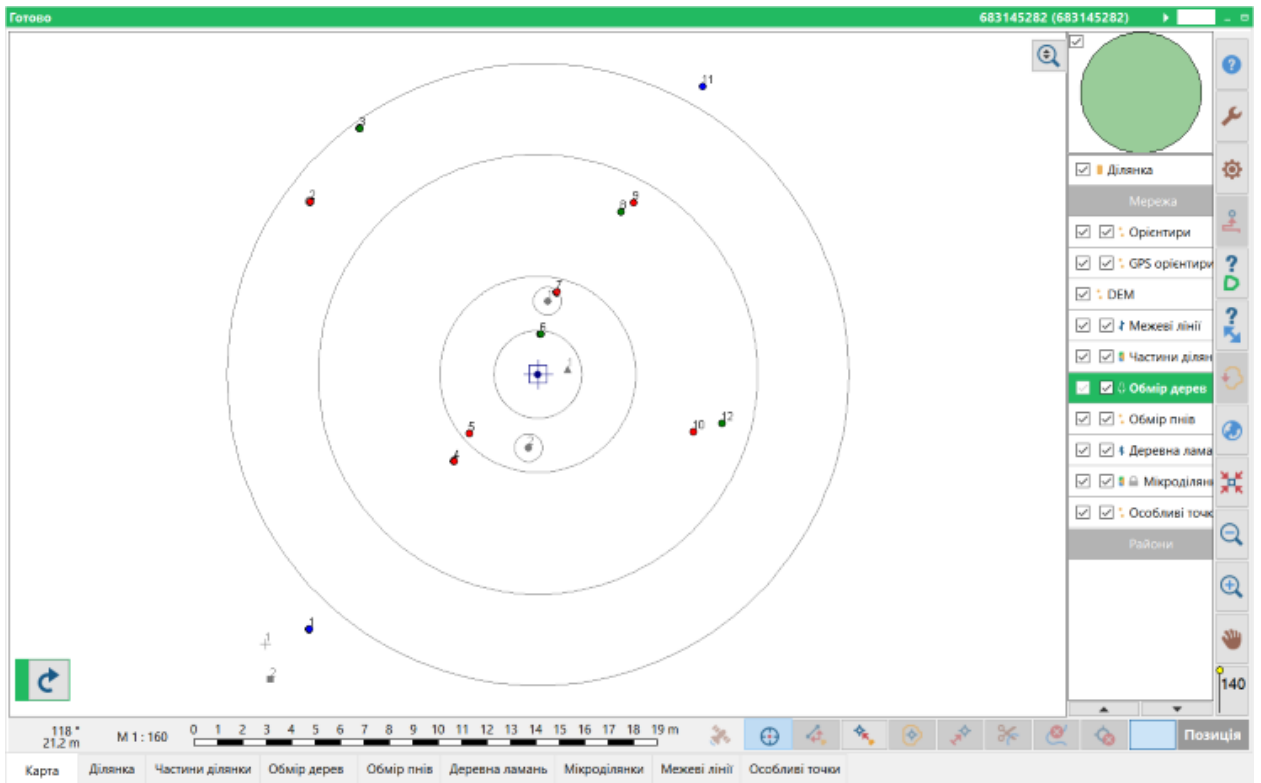 Готово 683145282 (683145282)
11
3
2
9
8
Ділянка
Мережа
Орієнтири
GPS орієнтири
DEM
Межеві лінії
Частини ділян
Обмір дерев
Обмір пнів
Деревна лама
Мікроділян
Особливі точк
Райони
7
1
6
1
5
10
12
4
2
1
1
2
140
118 °
21,2 m
M 1 : 160
0 1 2 3 4 5 6 7 8 9 10 11 12 13 14 15 16 17 18 19 m
Позиція
Карта Ділянка Частини ділянки Обмір дерев Обмір пнів Деревна ламань Мікроділянки Межеві лінії Особливі точки